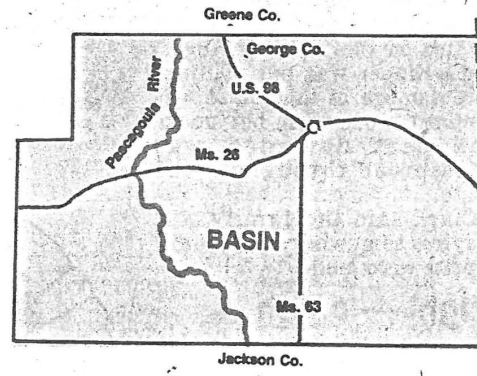 Greene Co.
George Co.
U.S. 98
Pascagoula River
Ms. 26
BASIN
Ms. 63
Jackson Co.